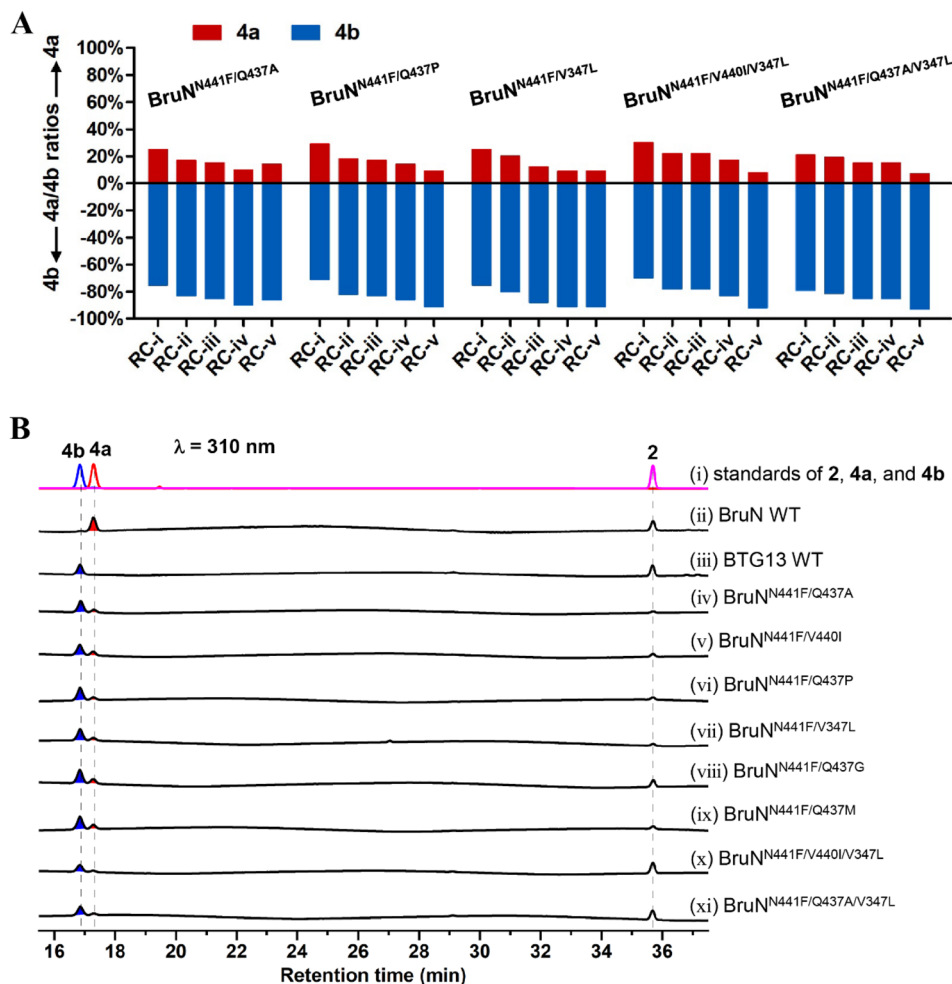 A
4a 4b
100%
80%
60%
40%
20%
0%
-20%
-40%
-60%
-80%
-100%
4b ← 4a/4b ratios → 4a
BruN^N441F/Q437A
BruN^N441F/Q437P
BruN^N441F/V347L
BruN^N441F/V440I/V347L
BruN^N441F/Q437A/V347L
RC-i RC-ii RC-iii RC-iv RC-v RC-i RC-ii RC-iii RC-iv RC-v RC-i RC-ii RC-iii RC-iv RC-v RC-i RC-ii RC-iii RC-iv RC-v RC-i RC-ii RC-iii RC-iv RC-v
B
4b 4a λ = 310 nm 2
(i) standards of 2, 4a, and 4b
(ii) BruN WT
(iii) BTG13 WT
(iv) BruN^N441F/Q437A
(v) BruN^N441F/V440I
(vi) BruN^N441F/Q437P
(vii) BruN^N441F/V347L
(viii) BruN^N441F/Q437G
(ix) BruN^N441F/Q437M
(x) BruN^N441F/V440I/V347L
(xi) BruN^N441F/Q437A/V347L
16 18 20 22 24 26 28 30 32 34 36
Retention time (min)